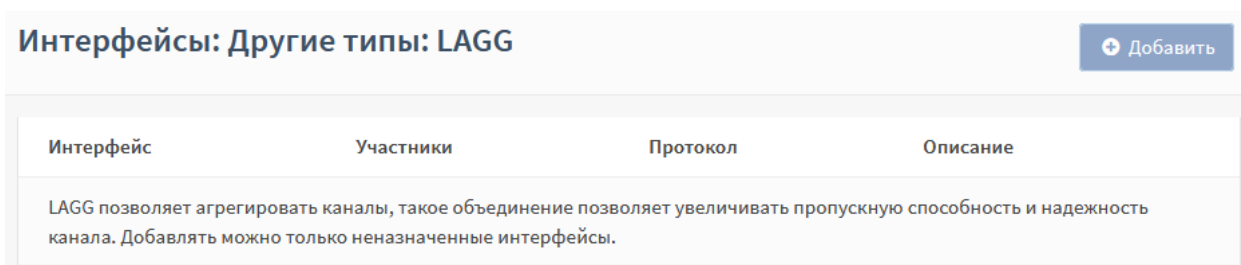 Интерфейсы: Другие типы: LAGG
Добавить
Интерфейс Участники Протокол Описание
LAGG позволяет агрегировать каналы, такое объединение позволяет увеличивать пропускную способность и надежность
канала. Добавлять можно только неназначенные интерфейсы.